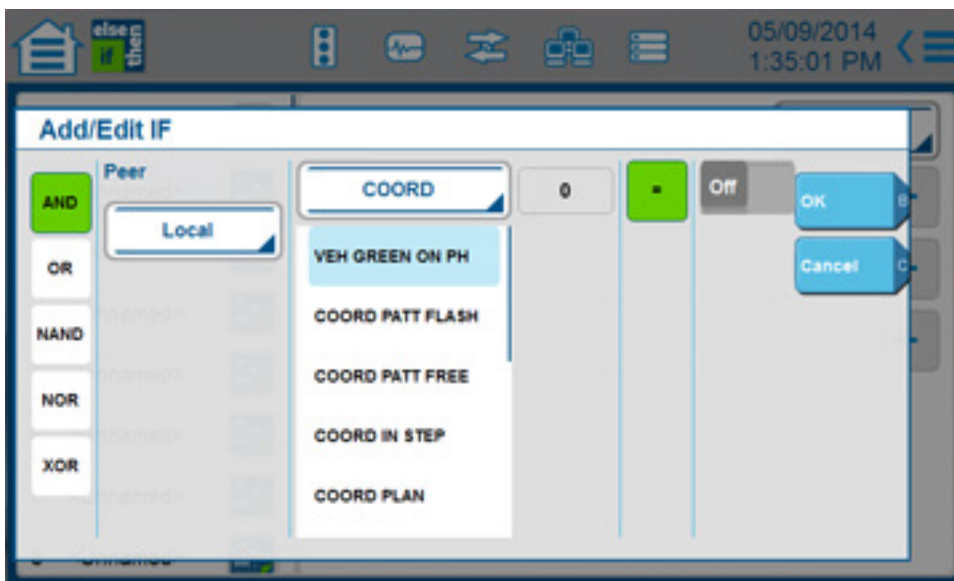 else
if then
05/09/2014
1:35:01 PM
Add/Edit IF
Peer
AND
OR
NAND
NOR
XOR
Local
COORD
0
=
Off
OK
B
Cancel
C
VEH GREEN ON PH
COORD PATT FLASH
COORD PATT FREE
COORD IN STEP
COORD PLAN